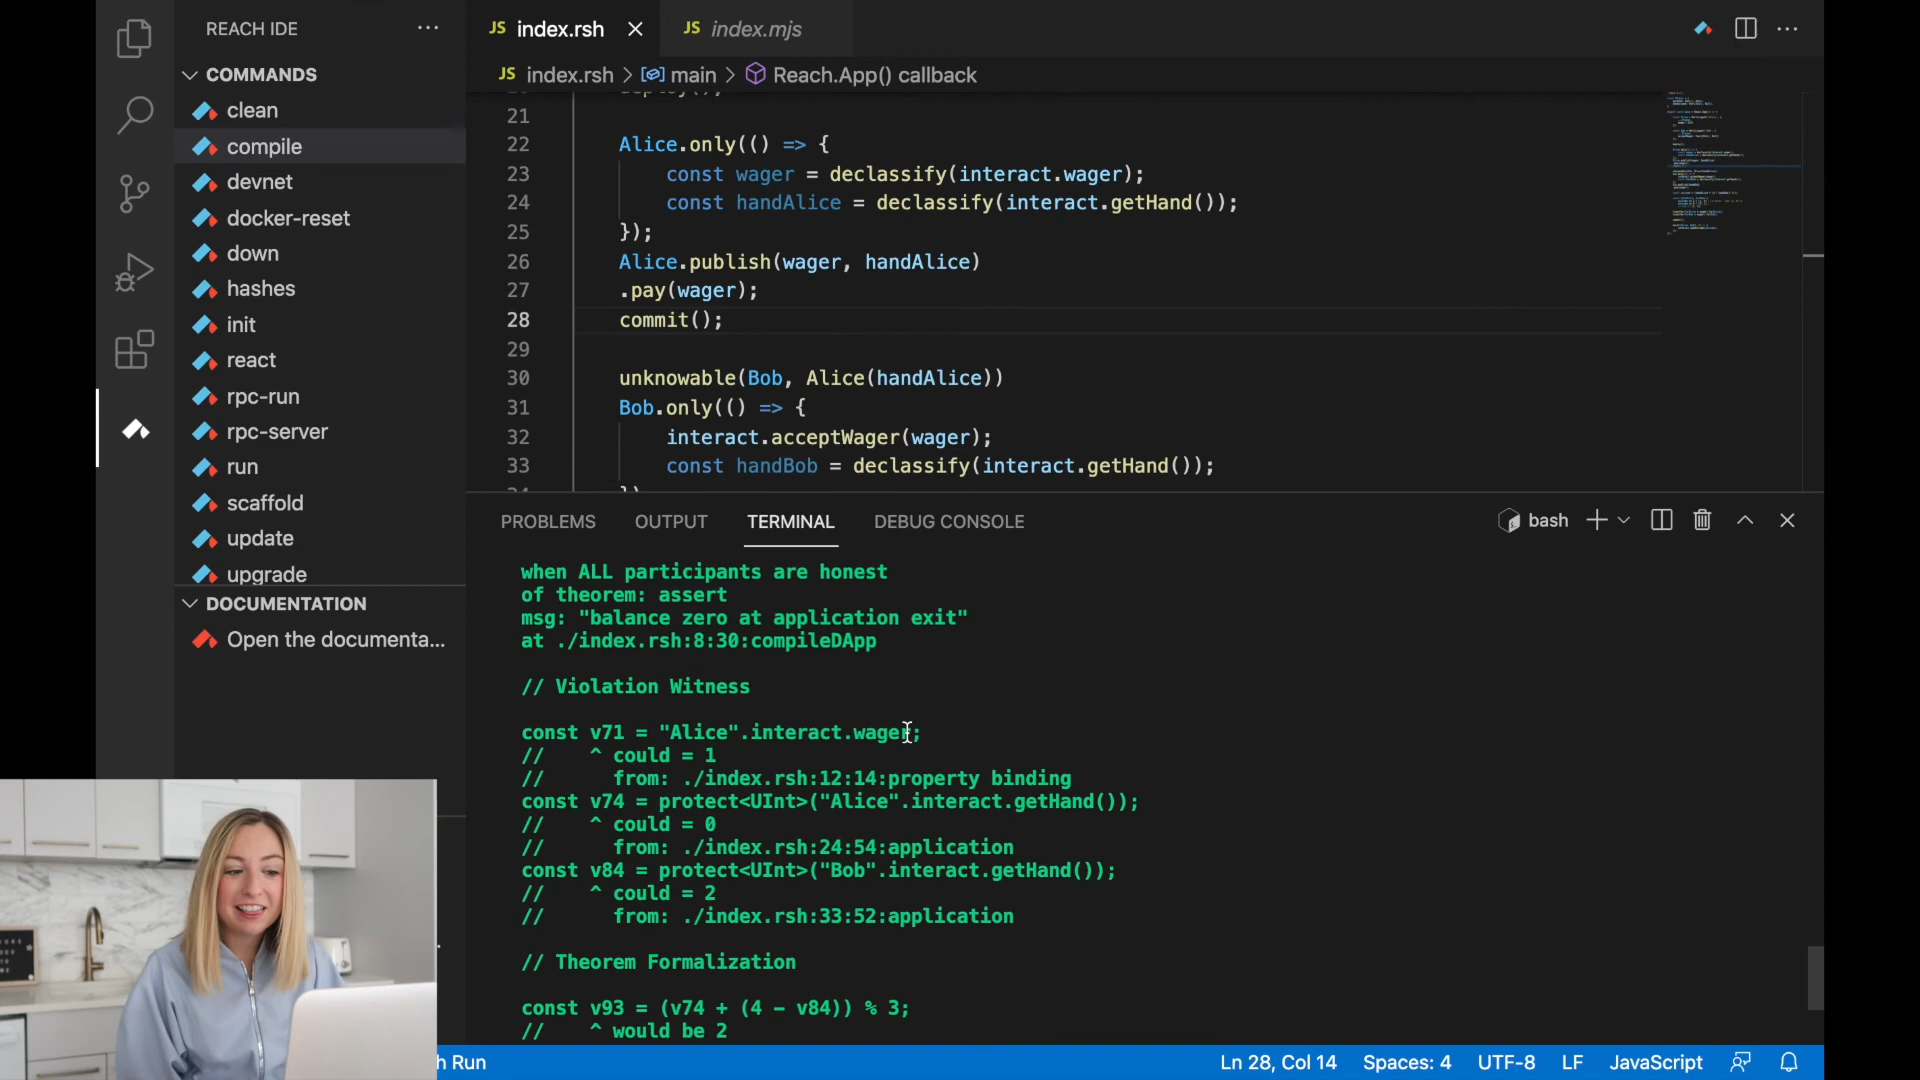 REACH IDE
COMMANDS
clean
compile
devnet
docker-reset
down
hashes
init
react
rpc-run
rpc-server
run
scaffold
update
upgrade
DOCUMENTATION
Open the documenta...
JS index.rsh
JS index.mjs
JS index.rsh > main > Reach.App() callback
21
22 Alice.only(() => {
23 const wager = declassify(interact.wager);
24 const handAlice = declassify(interact.getHand());
25 });
26 Alice.publish(wager, handAlice)
27 .pay(wager);
28 commit();
29
30 unknowable(Bob, Alice(handAlice))
31 Bob.only(() => {
32 interact.acceptWager(wager);
33 const handBob = declassify(interact.getHand());
PROBLEMS OUTPUT TERMINAL DEBUG CONSOLE
bash
when ALL participants are honest
of theorem: assert
msg: "balance zero at application exit"
at ./index.rsh:8:30:compileDApp
// Violation Witness
const v71 = "Alice".interact.wager;
// ^ could = 1
// from: ./index.rsh:12:14:property binding
const v74 = protect<UInt>("Alice".interact.getHand());
// ^ could = 0
// from: ./index.rsh:24:54:application
const v84 = protect<UInt>("Bob".interact.getHand());
// ^ could = 2
// from: ./index.rsh:33:52:application
// Theorem Formalization
const v93 = (v74 + (4 - v84)) % 3;
// ^ would be 2
h Run
Ln 28, Col 14 Spaces: 4 UTF-8 LF JavaScript